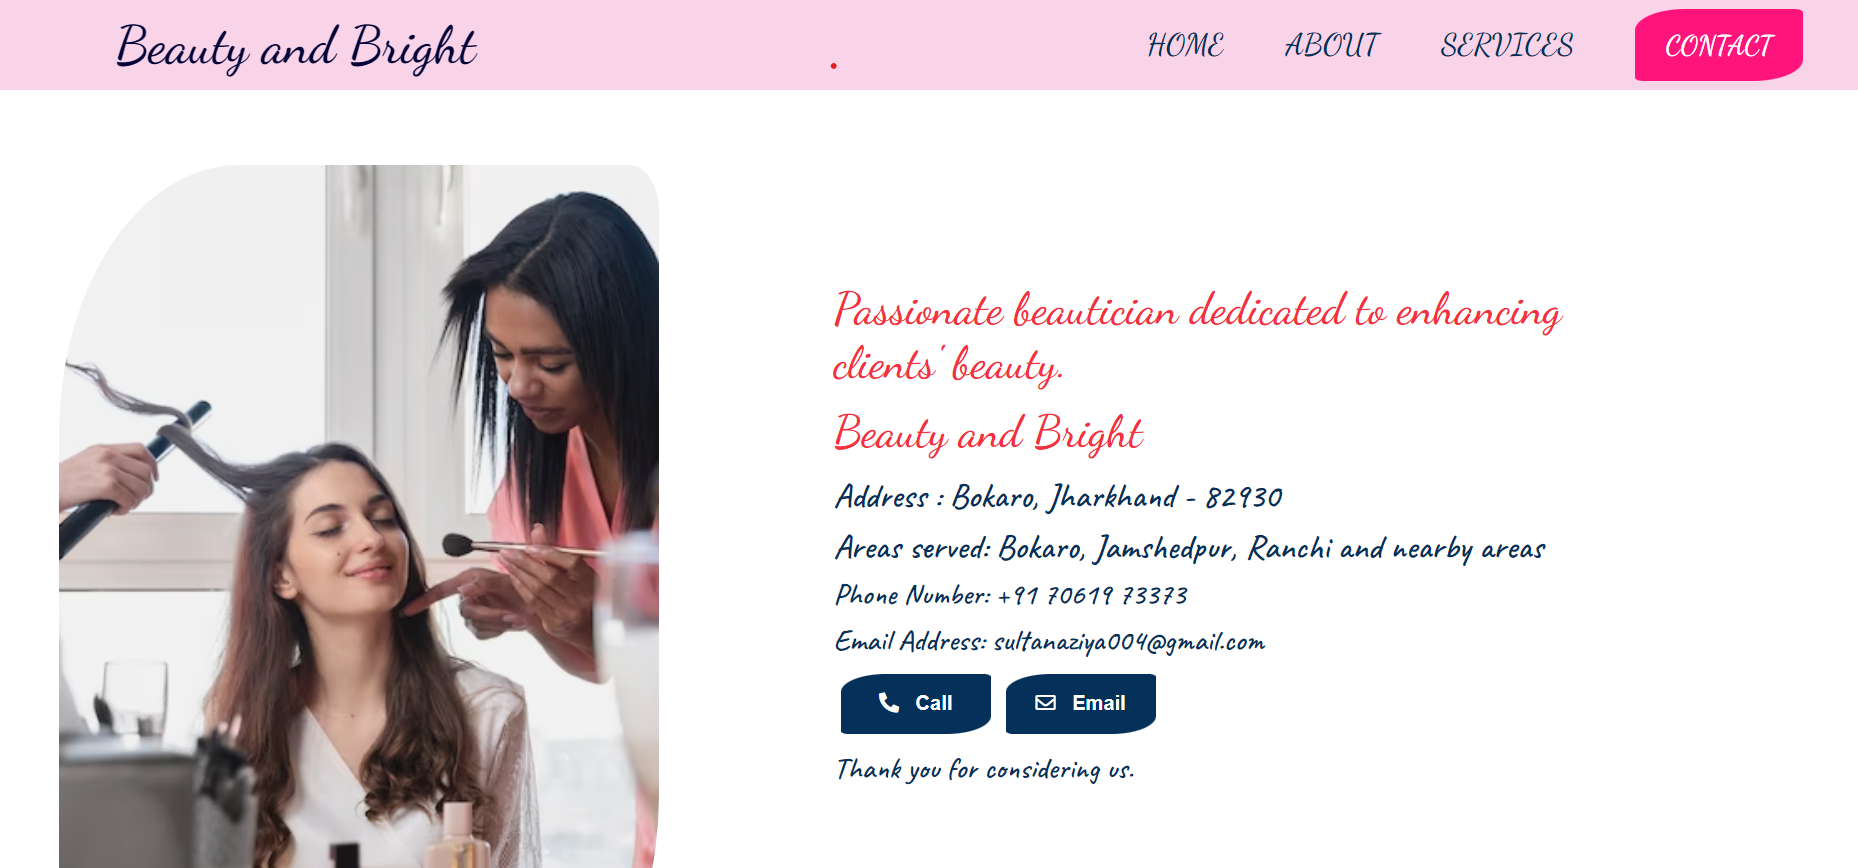 Beauty and Bright
HOME ABOUT SERVICES CONTACT
Passionate beautician dedicated to enhancing
clients' beauty.
Beauty and Bright
Address : Bokaro, Jharkhand - 82930
Areas served: Bokaro, Jamshedpur, Ranchi and nearby areas
Phone Number: +91 70619 73373
Email Address: sultanaziya004@gmail.com
Call Email
Thank you for considering us.